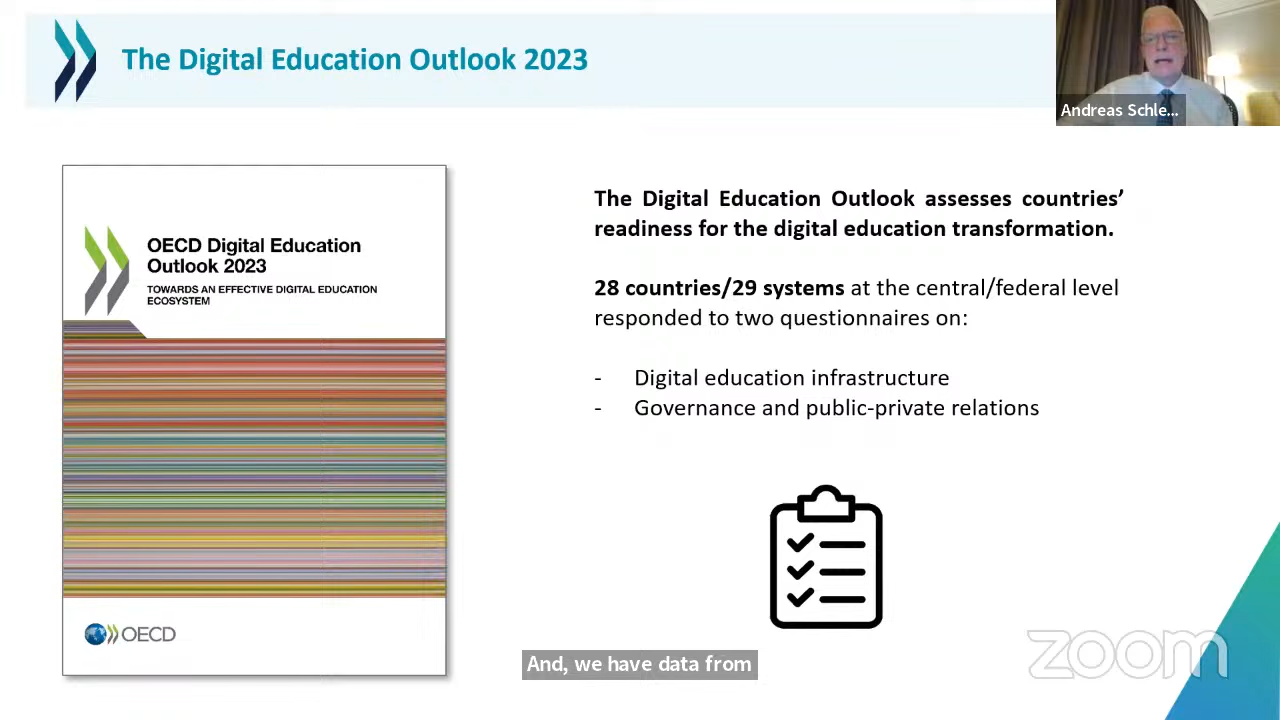 The Digital Education Outlook 2023
Andreas Schle...
OECD Digital Education
Outlook 2023
TOWARDS AN EFFECTIVE DIGITAL EDUCATION
ECOSYSTEM
OECD
The Digital Education Outlook assesses countries’
readiness for the digital education transformation.
28 countries/29 systems at the central/federal level
responded to two questionnaires on:
- Digital education infrastructure
- Governance and public-private relations
And, we have data from
zoom